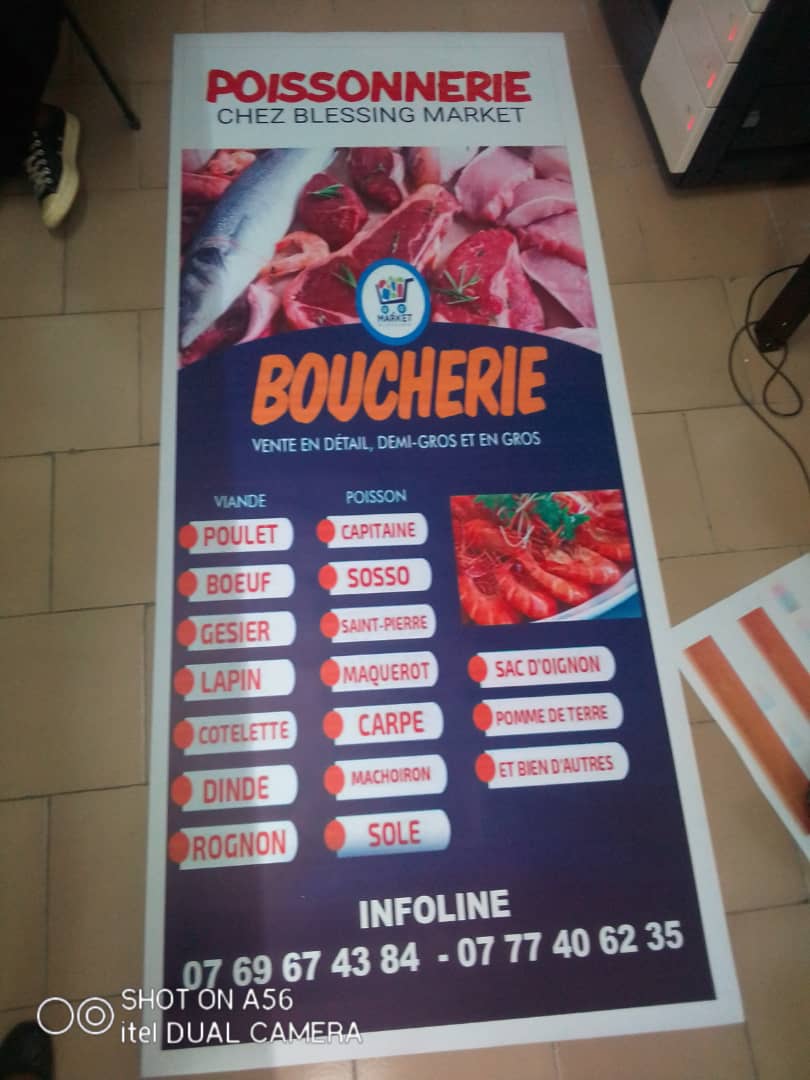 POISSONNERIE
CHEZ BLESSING MARKET
MARKET
BOUCHERIE
VENTE EN DÉTAIL, DEMI-GROS ET EN GROS
VIANDE
POULET
BOEUF
GESIER
LAPIN
COTELETTE
DINDE
ROGNON
POISSON
CAPITAINE
SOSSO
SAINT-PIERRE
MAQUEROT
CARPE
MACHOIRON
SOLE
SAC D'OIGNON
POMME DE TERRE
ET BIEN D'AUTRES
INFOLINE
07 69 67 43 84 - 07 77 40 62 35
SHOT ON A56
itel DUAL CAMERA